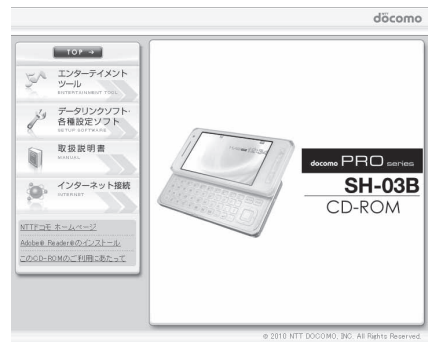 NTT
döcomo
TOP →
エンターテイメント
ツール
ENTERTAINMENT TOOL
データリンクソフト・
各種設定ソフト
SETUP SOFTWARE
取扱説明書
MANUAL
インターネット接続
INTERNET
NTTドコモ ホームページ
Adobe® Reader®のインストール
このCD-ROMのご利用にあたって
docomo PRO series
SH-03B
CD-ROM
© 2010 NTT DOCOMO, INC. All Rights Reserved.